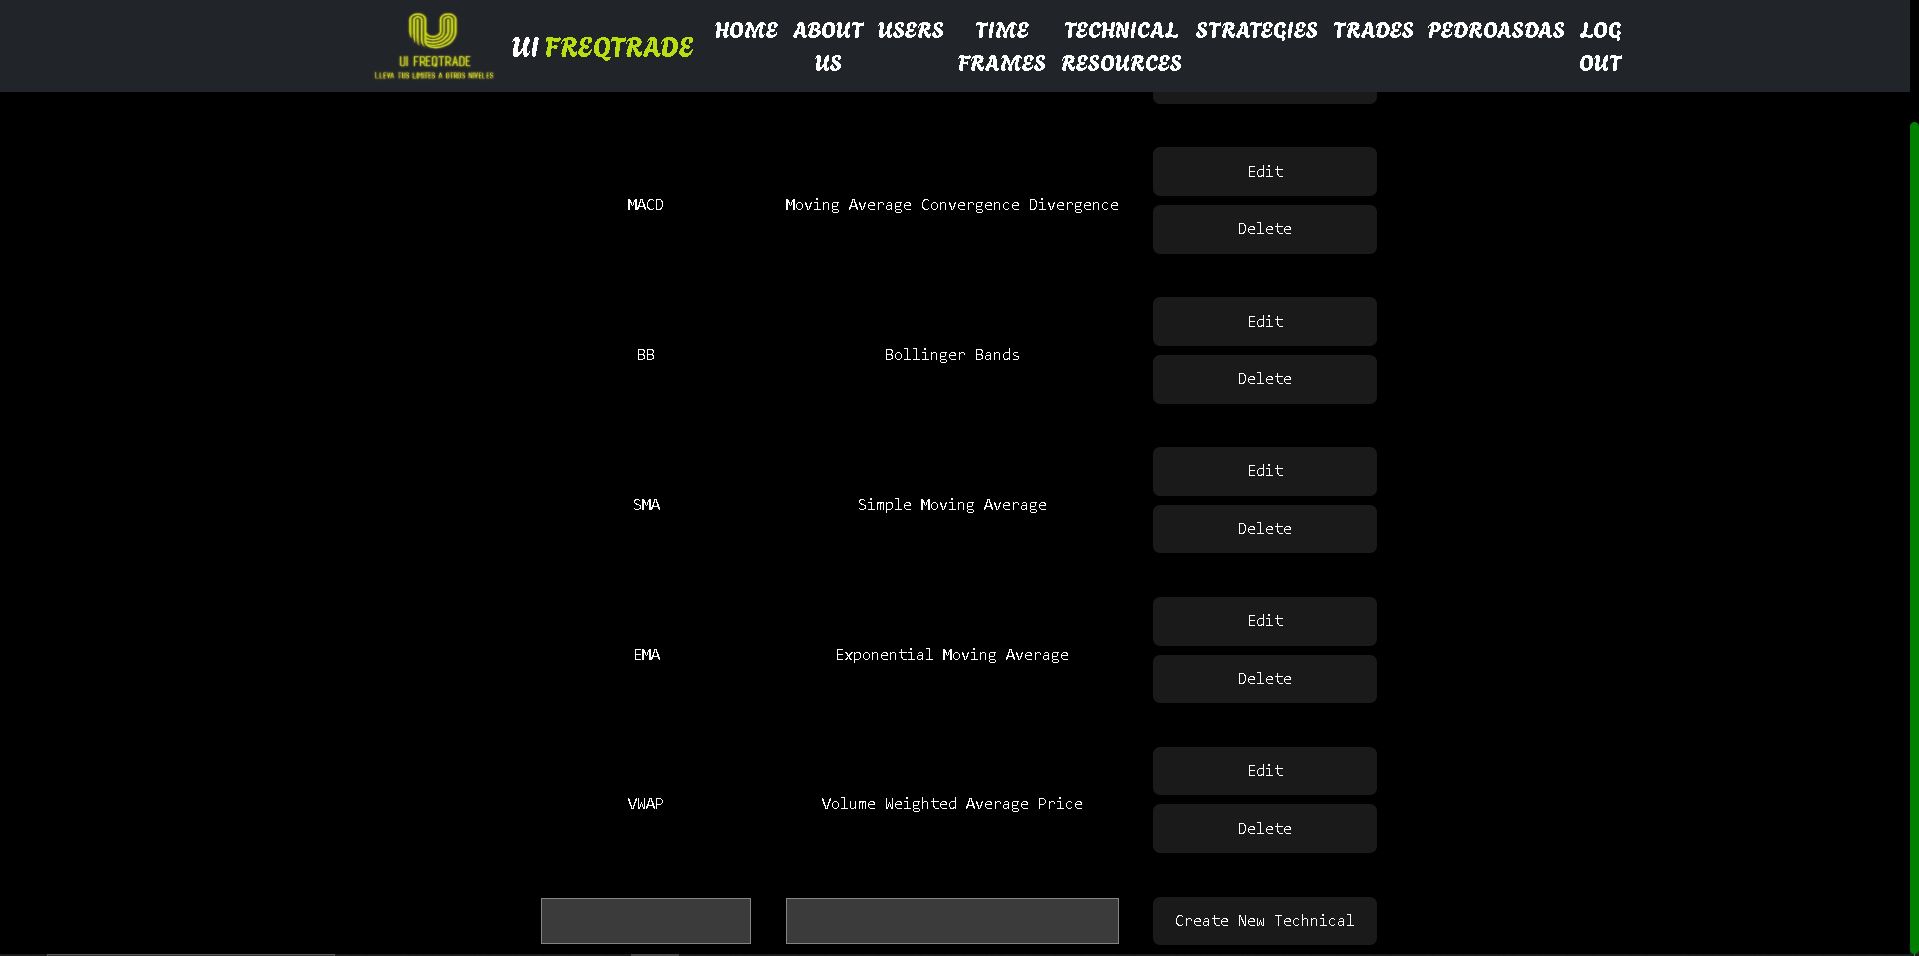 UI FREQTRADE
LLEVA TUS LIMITES A OTROS NIVELES
UI FREQTRADE
HOME ABOUT US USERS TIME FRAMES TECHNICAL RESOURCES STRATEGIES TRADES PEDROASDAS LOG OUT
Edit
MACD Moving Average Convergence Divergence
Delete
Edit
BB Bollinger Bands
Delete
Edit
SMA Simple Moving Average
Delete
Edit
EMA Exponential Moving Average
Delete
Edit
VWAP Volume Weighted Average Price
Delete
Create New Technical